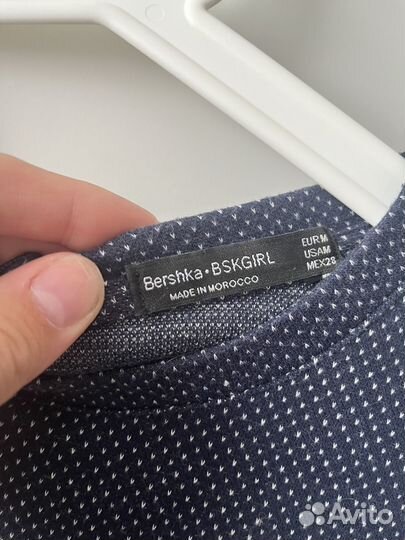 Bershka • BSKGIRL
MADE IN MOROCCO
EUR M
USA M
MEX 28
Avito